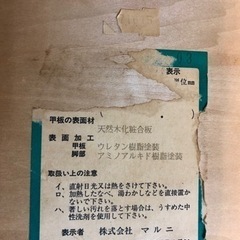 表示
位mm
甲板の表面材
天然木化粧合板
表面加工
甲板 ウレタン樹脂塗装
脚部 アミノアルキド樹脂塗装
取扱い上の注意
イ、直射日光又は熱をさけて下さい。
ロ、加熱したなべ、湯わかしなどを直接置か
ないで下さい。
ハ、著しい汚れを落とす場合は、うすめた中
性洗剤を使用して下さい。
表示者 株式会社 マルニ